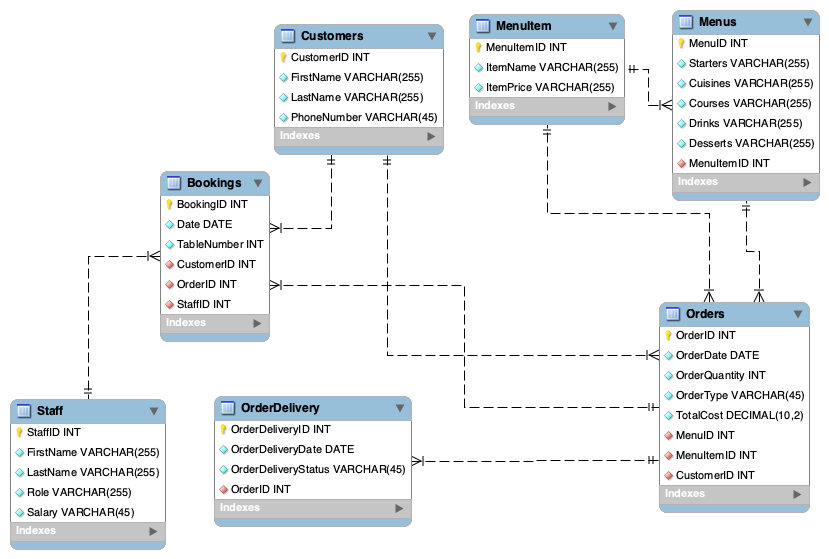 Customers
CustomerID INT
FirstName VARCHAR(255)
LastName VARCHAR(255)
PhoneNumber VARCHAR(45)
Indexes
MenuItem
MenuItemID INT
ItemName VARCHAR(255)
ItemPrice VARCHAR(255)
Indexes
Menus
MenuID INT
Starters VARCHAR(255)
Cuisines VARCHAR(255)
Courses VARCHAR(255)
Drinks VARCHAR(255)
Desserts VARCHAR(255)
MenuItemID INT
Indexes
Bookings
BookingID INT
Date DATE
TableNumber INT
CustomerID INT
OrderID INT
StaffID INT
Indexes
Orders
OrderID INT
OrderDate DATE
OrderQuantity INT
OrderType VARCHAR(45)
TotalCost DECIMAL(10,2)
MenuID INT
MenuItemID INT
CustomerID INT
Indexes
Staff
StaffID INT
FirstName VARCHAR(255)
LastName VARCHAR(255)
Role VARCHAR(255)
Salary VARCHAR(45)
Indexes
OrderDelivery
OrderDeliveryID INT
OrderDeliveryDate DATE
OrderDeliveryStatus VARCHAR(45)
OrderID INT
Indexes